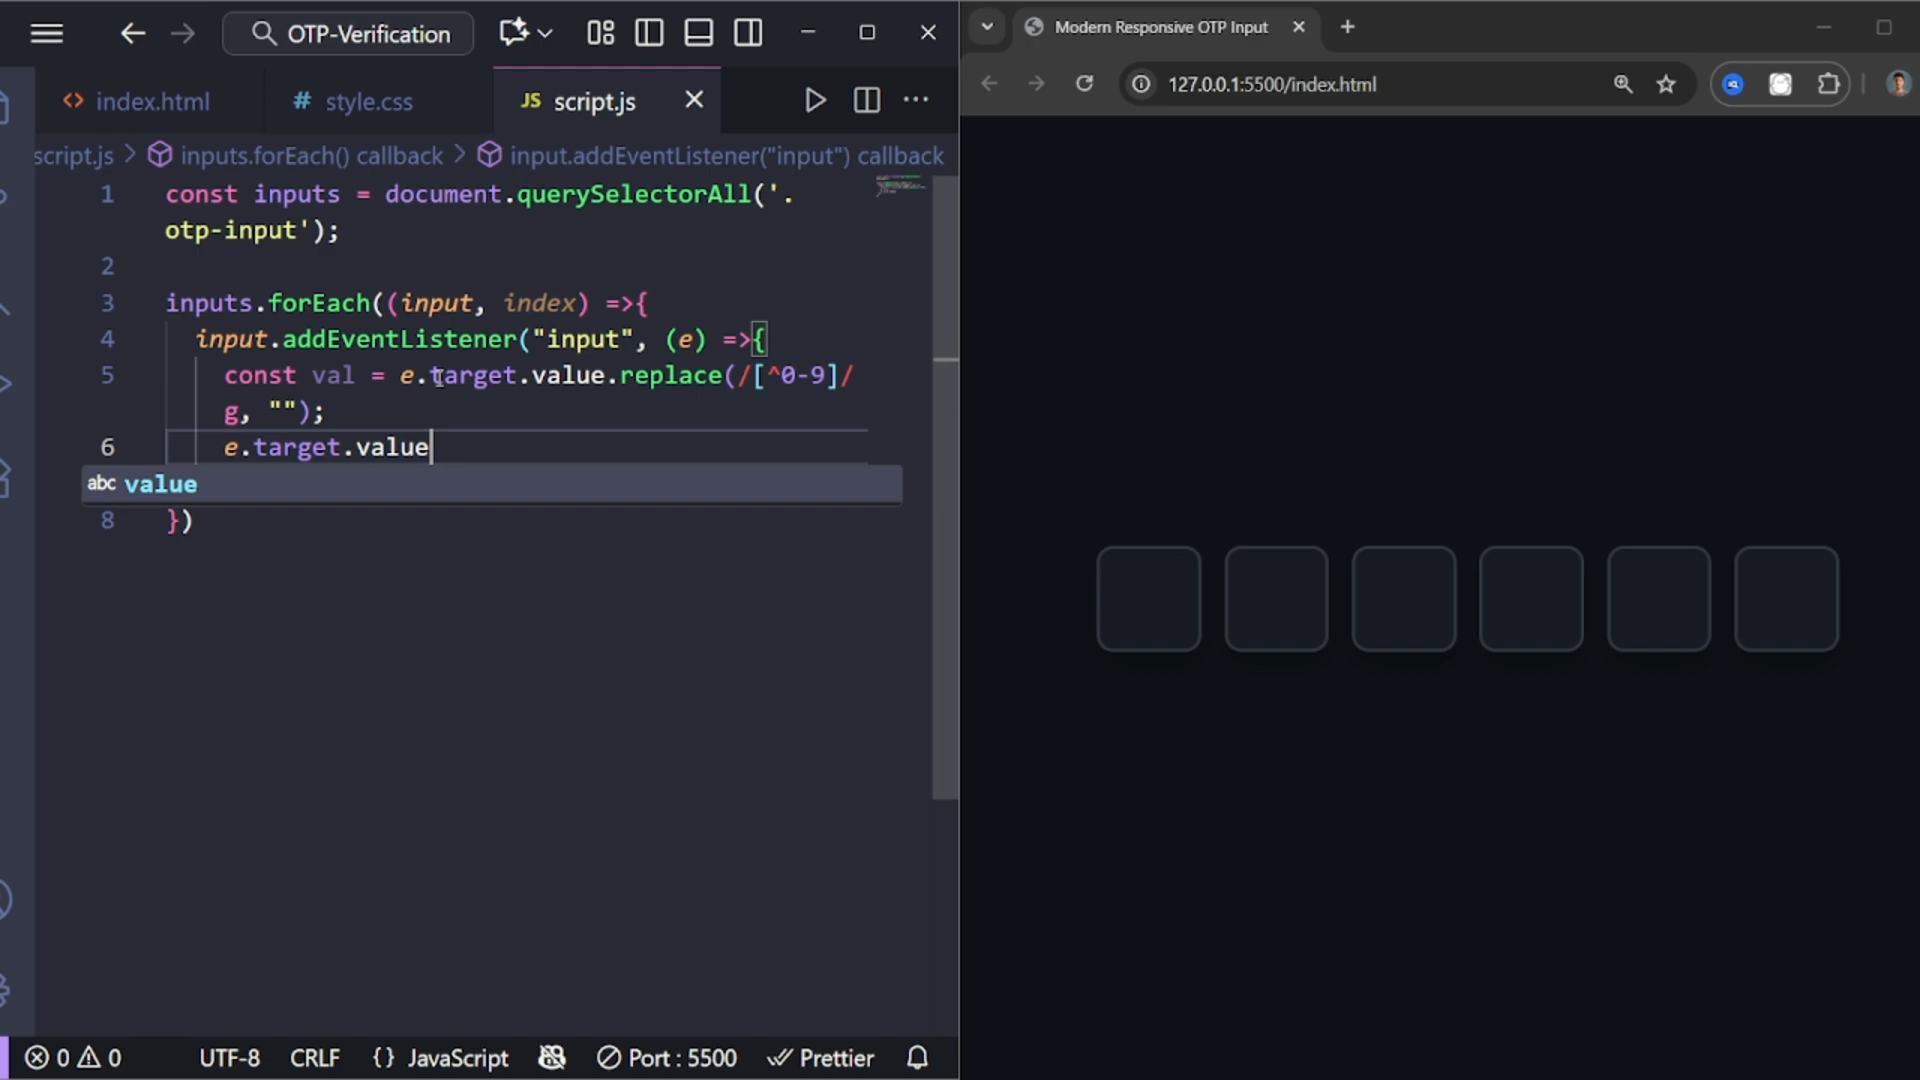 OTP-Verification
index.html
# style.css
JS script.js
script.js > inputs.forEach() callback > input.addEventListener("input") callback
1 const inputs = document.querySelectorAll('.
otp-input');
2
3 inputs.forEach((input, index) =>{
4 input.addEventListener("input", (e) =>{
5 const val = e.target.value.replace(/[^0-9]/
g, "");
6 e.target.value
abc value
8 })
0 0 UTF-8 CRLF {} JavaScript Port : 5500 Prettier
Modern Responsive OTP Input
127.0.0.1:5500/index.html